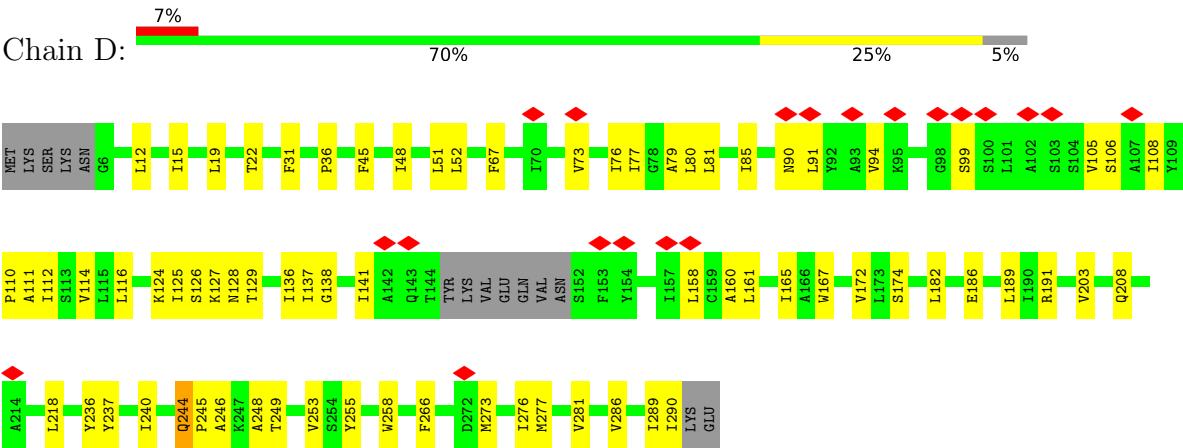 7%
Chain D:
70% 25% 5%
MET LYS SER LYS ASN G6 L12 I15 L19 T22 F31 P36 F45 I48 L51 L52 F67 I70 V73 I76 I77 G78 A79 L80 L81 I85 N90 L91 Y92 A93 V94 K95 G98 S99 S100 L101 A102 S103 S104 V105 S106 A107 I108 Y109
P110 A111 I112 S113 V114 L115 L116 K124 I125 S126 K127 N128 T129 I136 I137 G138 I141 A142 Q143 T144 TYR LYS VAL GLU GLN VAL ASN S152 F153 Y154 I157 L158 C159 A160 L161 I165 A166 W167 V172 L173 S174 L182 E186 L189 I190 R191 V203 Q208
A214 L218 Y236 Y237 I240 Q244 P245 A246 K247 A248 T249 V253 S254 Y255 W258 F266 D272 M273 I276 M277 V281 V286 I289 I290 LYS GLU